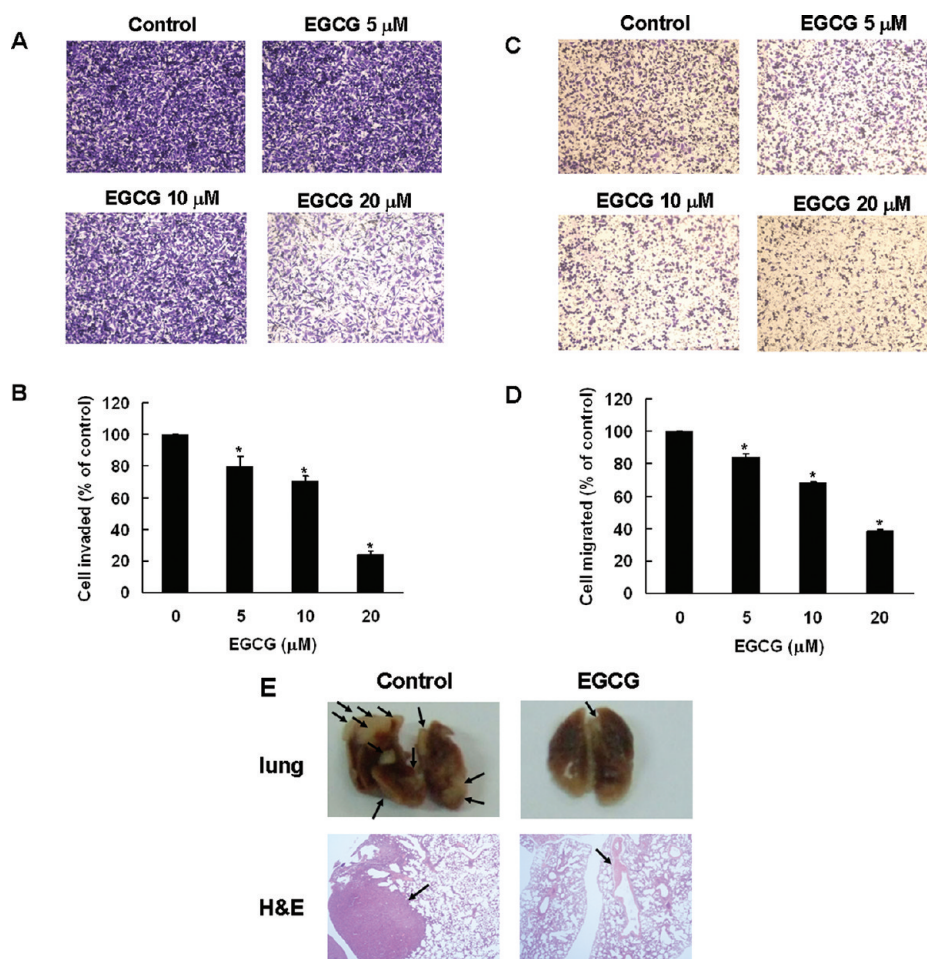 A
Control
EGCG 5 μM
EGCG 10 μM
EGCG 20 μM
C
Control
EGCG 5 μM
EGCG 10 μM
EGCG 20 μM
B
Cell invaded (% of control)
120
100
80
60
40
20
0
*
*
*
0 5 10 20
EGCG (μM)
D
Cell migrated (% of control)
120
100
80
60
40
20
0
*
*
*
0 5 10 20
EGCG (μM)
E
Control
EGCG
lung
H&E